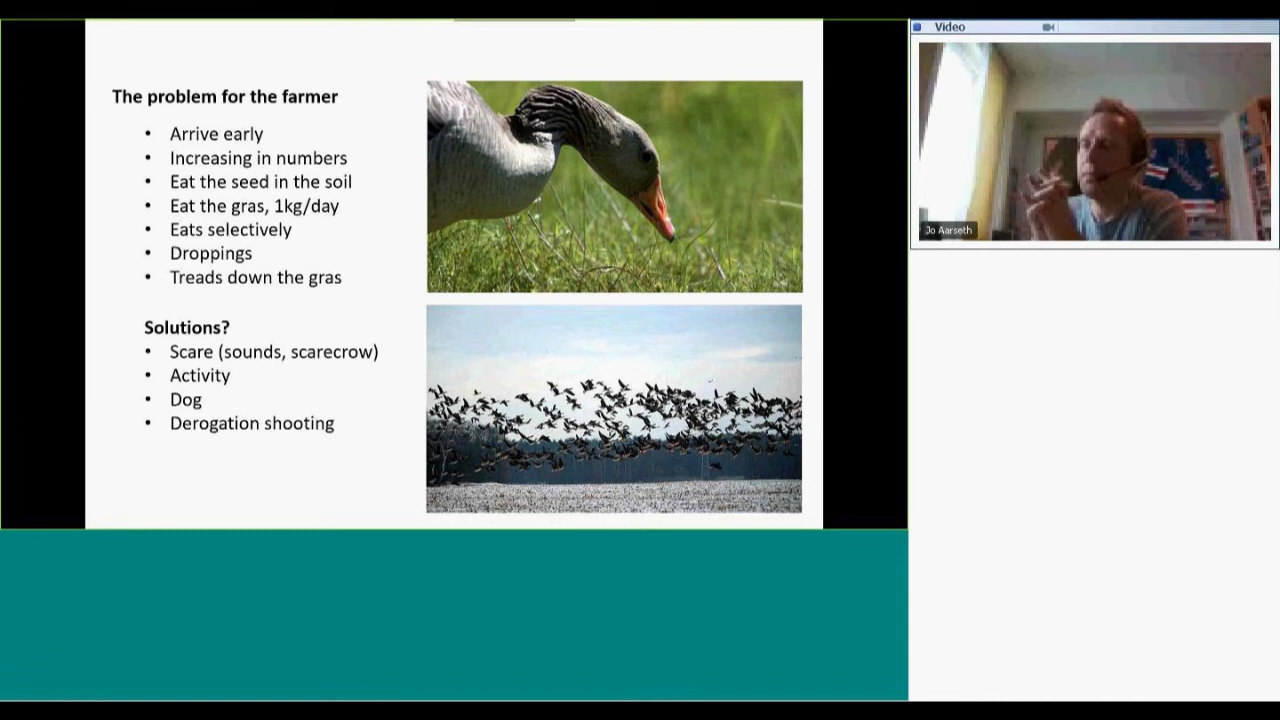 The problem for the farmer
• Arrive early
• Increasing in numbers
• Eat the seed in the soil
• Eat the gras, 1kg/day
• Eats selectively
• Droppings
• Treads down the gras
Solutions?
• Scare (sounds, scarecrow)
• Activity
• Dog
• Derogation shooting
Video
Jo Aarseth